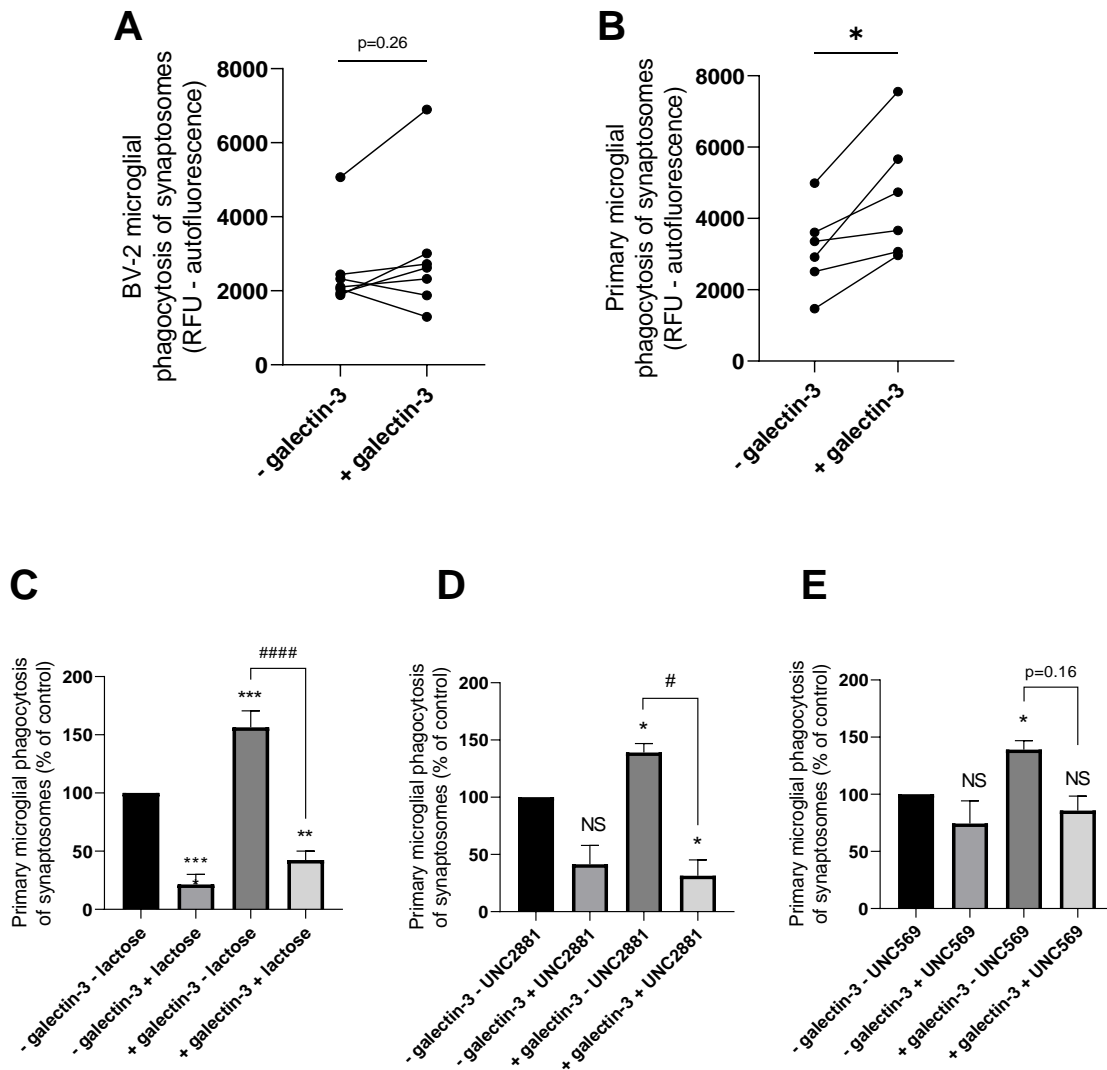 A
p=0.26
BV-2 microglial
phagocytosis of synaptosomes
(RFU - autofluorescence)
8000
6000
4000
2000
0
- galectin-3
+ galectin-3
B
*
Primary microglial
phagocytosis of synaptosomes
(RFU - autofluorescence)
8000
6000
4000
2000
0
- galectin-3
+ galectin-3
C
####
Primary microglial phagocytosis
of synaptosomes (% of control)
200
150
100
50
0
***
*
***
**
- galectin-3 - lactose
- galectin-3 + lactose
+ galectin-3 - lactose
+ galectin-3 + lactose
D
#
Primary microglial phagocytosis
of synaptosomes (% of control)
200
150
100
50
0
NS
*
*
- galectin-3 - UNC2881
- galectin-3 + UNC2881
+ galectin-3 - UNC2881
+ galectin-3 + UNC2881
E
p=0.16
Primary microglial phagocytosis
of synaptosomes (% of control)
200
150
100
50
0
NS
*
NS
- galectin-3 - UNC569
- galectin-3 + UNC569
+ galectin-3 - UNC569
+ galectin-3 + UNC569